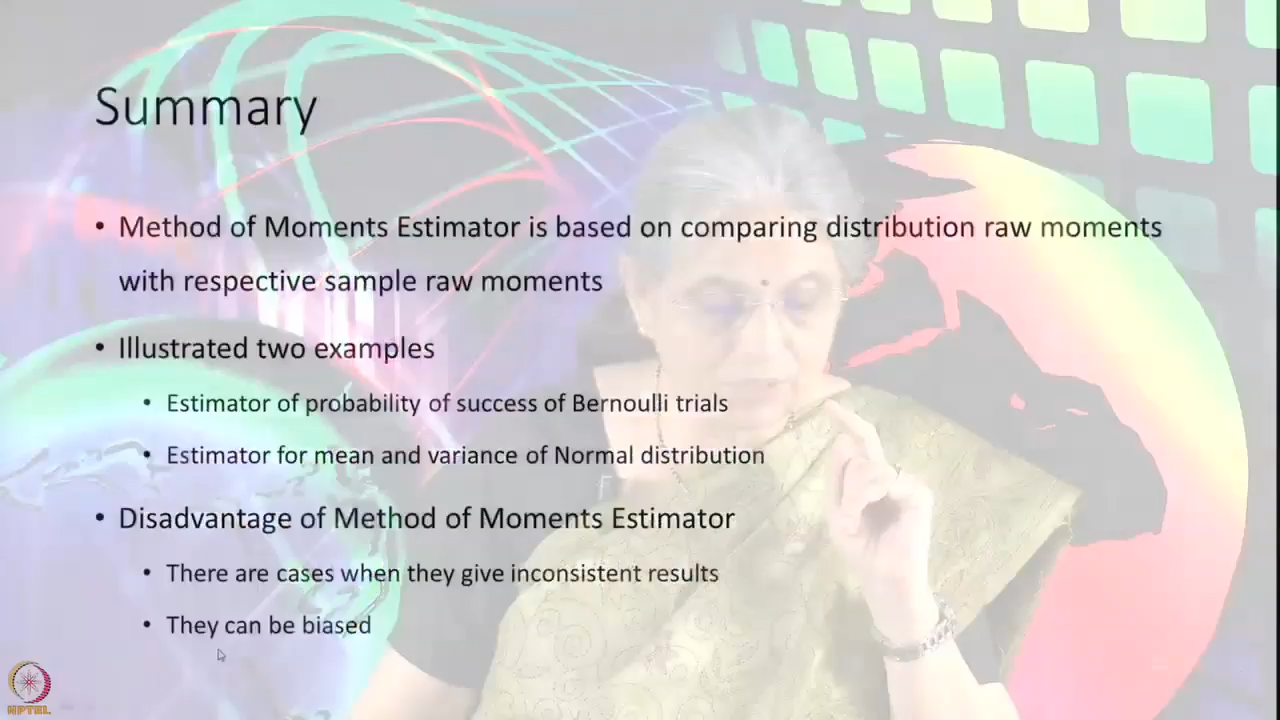 Summary
• Method of Moments Estimator is based on comparing distribution raw moments
with respective sample raw moments
• Illustrated two examples
• Estimator of probability of success of Bernoulli trials
• Estimator for mean and variance of Normal distribution
• Disadvantage of Method of Moments Estimator
• There are cases when they give inconsistent results
• They can be biased
NPTEL